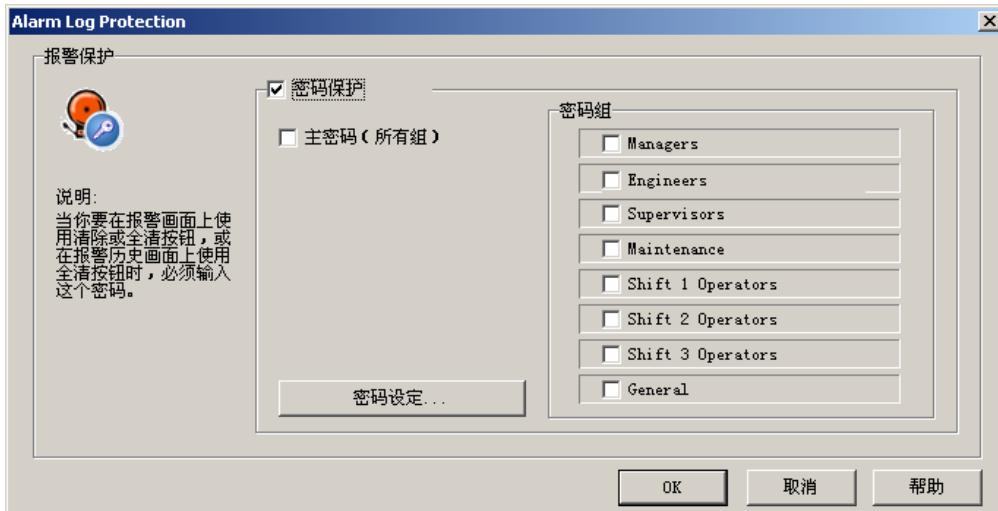 Alarm Log Protection
报警保护
密码保护
主密码(所有组)
说明:
当你要在报警画面上使
用清除或全清按钮,或
在报警历史画面上使用
全清按钮时,必须输入
这个密码。
密码设定...
密码组
Managers
Engineers
Supervisors
Maintenance
Shift 1 Operators
Shift 2 Operators
Shift 3 Operators
General
OK
取消
帮助